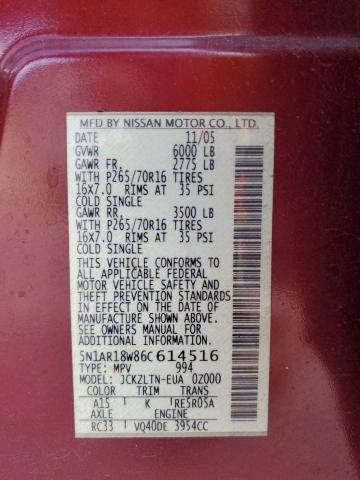 MFD BY NISSAN MOTOR CO., LTD.
DATE 11/05
GVWR 6000 LB
GAWR FR, 2775 LB
WITH P265/70R16 TIRES
16X7.0 RIMS AT 35 PSI
COLD SINGLE
GAWR RR, 3500 LB
WITH P265/70R16 TIRES
16X7.0 RIMS AT 35 PSI
COLD SINGLE
THIS VEHICLE CONFORMS TO
ALL APPLICABLE FEDERAL
MOTOR VEHICLE SAFETY AND
THEFT PREVENTION STANDARDS
IN EFFECT ON THE DATE OF
MANUFACTURE SHOWN ABOVE.
SEE OWNERS MANUAL FOR
ADDITIONAL INFORMATION
5N1AR18W86C614516
TYPE: MPV 994
MODEL: JCKZLTN-EUA 0Z000
COLOR TRIM TRANS
A15 K RE5R05A
AXLE ENGINE
RC33 VQ40DE 3954CC